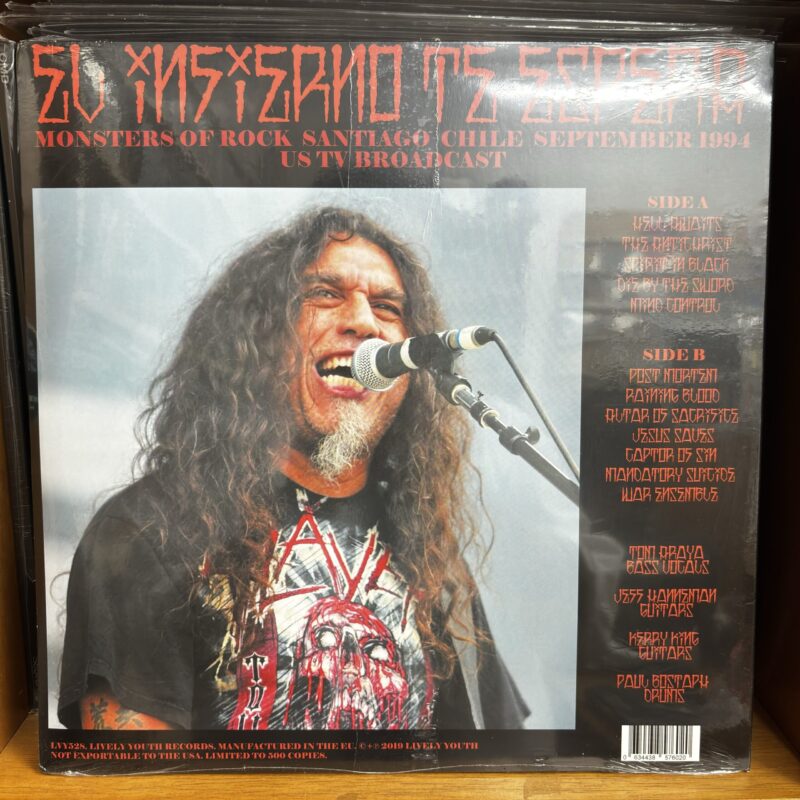 EL INFIERNO TE ESPERA
MONSTERS OF ROCK SANTIAGO CHILE SEPTEMBER 1994
US TV BROADCAST
SIDE A
HELL AWAITS
THE ANTICHRIST
SPIRIT IN BLACK
DIE BY THE SWORD
MIND CONTROL
SIDE B
POST MORTEM
RAINING BLOOD
ALTAR OF SACRIFICE
JESUS SAVES
CAPTOR OF SIN
MANDATORY SUICIDE
WAR ENSEMBLE
TOM ARAYA
BASS VOCALS
JEFF HANNEMAN
GUITARS
KERRY KING
GUITARS
PAUL BOSTAPH
DRUMS
LVY528. LIVELY YOUTH RECORDS. MANUFACTURED IN THE EU. ©+℗ 2019 LIVELY YOUTH
NOT EXPORTABLE TO THE USA. LIMITED TO 500 COPIES.
0 634438 576020